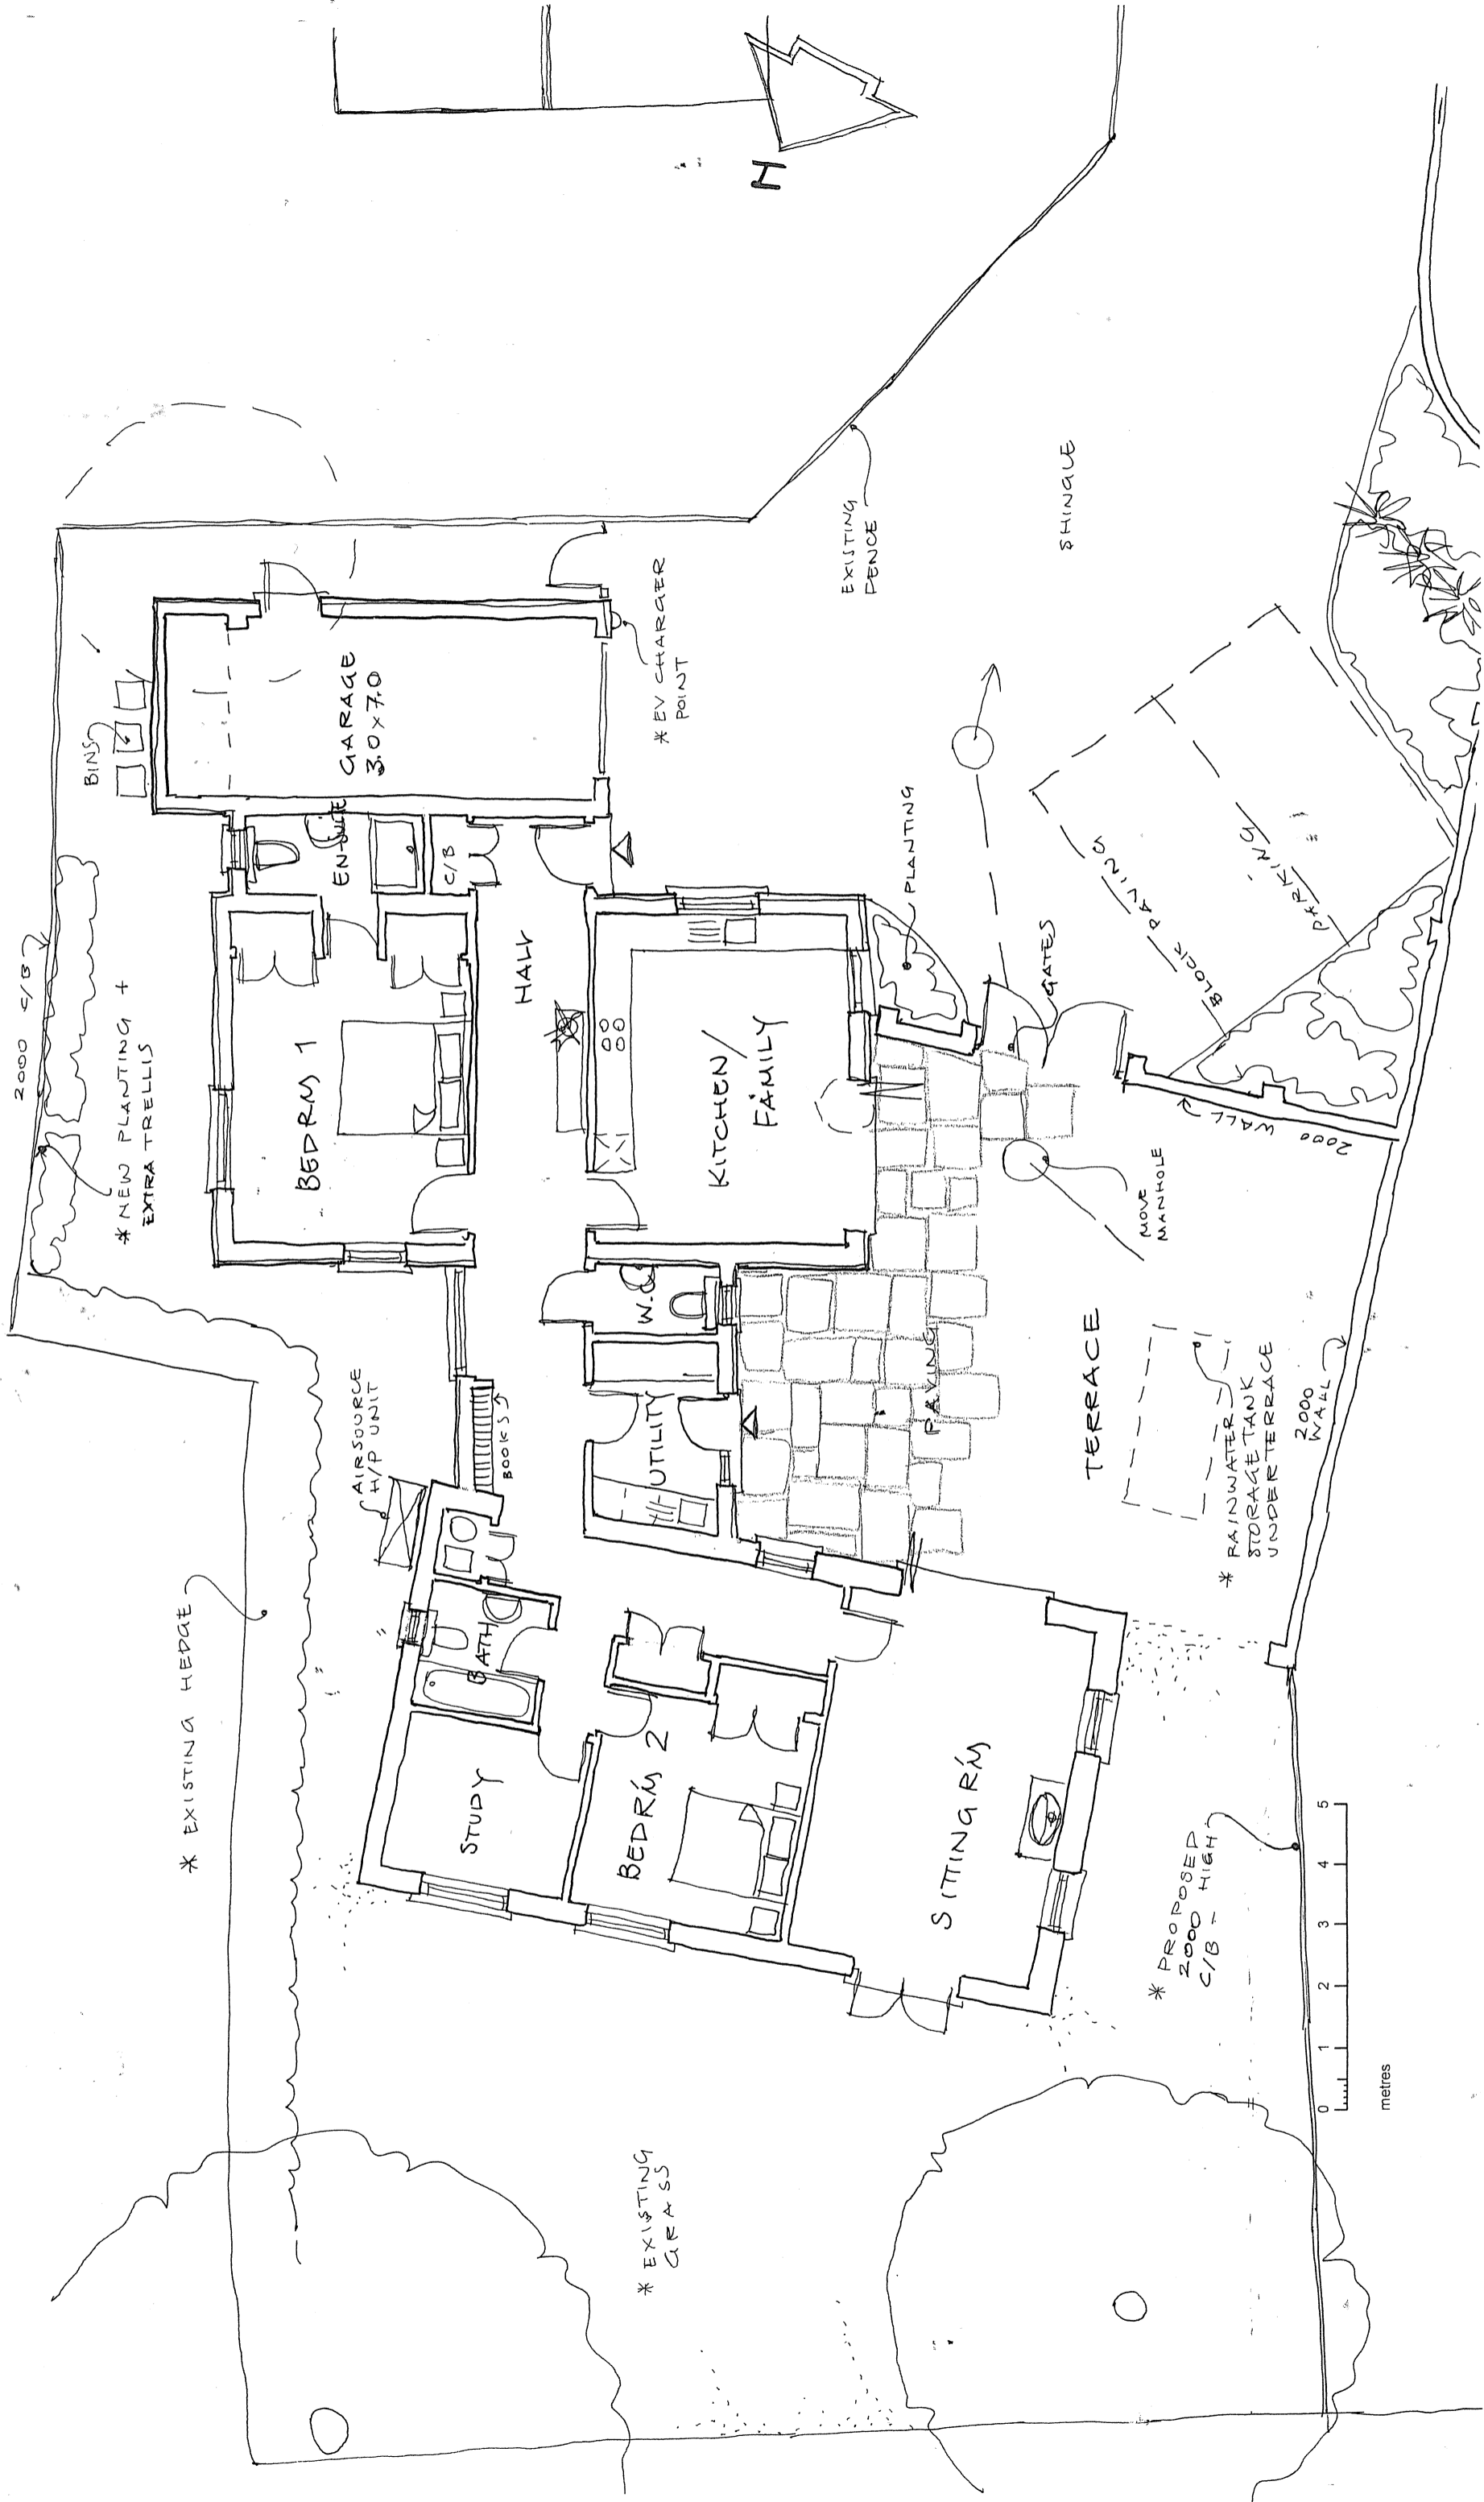 2000 C/B
BINS
* NEW PLANTING +
EXTRA TRELLIS
* EXISTING HEDGE
AIRSOURCE
H/P UNIT
BEDRM 1
EN-SUITE
GARAGE
3.0 x 7.0
C/B
BATH
STUDY
BOOKS
HALL
W.C.
UTILITY
BEDRM 2
* EXISTING
GRASS
* EV CHARGER
POINT
KITCHEN/
FAMILY
N
EXISTING
FENCE
PLANTING
PAVING
SITTING RM
GATES
SHINGLE
TERRACE
MOVE
MANHOLE
BLOCK PAVING
PARKING
* RAINWATER
STORAGE TANK
UNDER TERRACE
2000 WALL
* PROPOSED
2000 HIGH
C/B
2000
WALL
0 1 2 3 4 5
metres